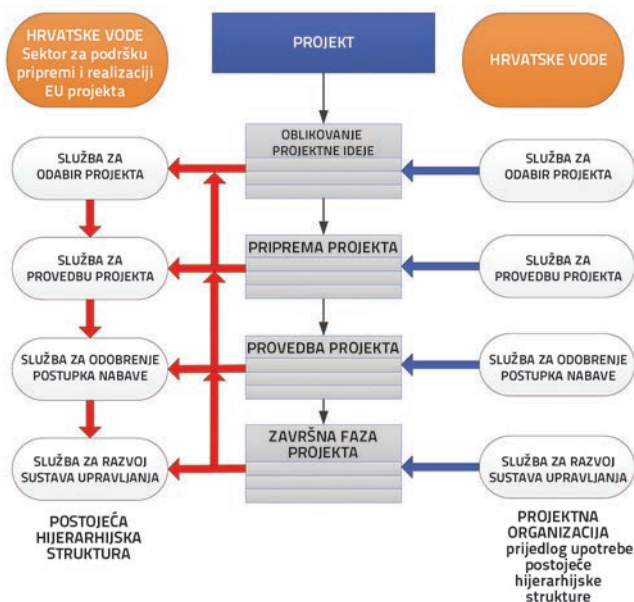 HRVATSKE VODE
Sektor za podršku
pripremi i realizaciji
EU projekta
PROJEKT
HRVATSKE VODE
OBLIKOVANJE
PROJEKTNE IDEJE
SLUŽBA ZA
ODABIR PROJEKTA
SLUŽBA ZA
ODABIR PROJEKTA
PRIPREMA PROJEKTA
SLUŽBA ZA
PROVEDBU PROJEKTA
SLUŽBA ZA
PROVEDBU PROJEKTA
PROVEDBA PROJEKTA
SLUŽBA ZA ODOBRENJE
POSTUPKA NABAVE
SLUŽBA ZA ODOBRENJE
POSTUPKA NABAVE
ZAVRŠNA FAZA
PROJEKTA
SLUŽBA ZA RAZVOJ
SUSTAVA UPRAVLJANJA
SLUŽBA ZA RAZVOJ
SUSTAVA UPRAVLJANJA
POSTOJEĆA
HIJERARHIJSKA
STRUKTURA
PROJEKTNA
ORGANIZACIJA
prijedlog upotrebe
postojeće
hijerarhijske
strukture